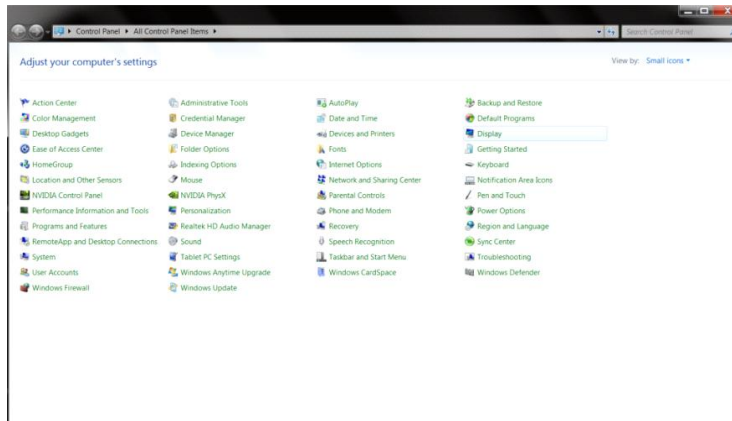 Control Panel ▸ All Control Panel Items ▸ Search Control Panel
Adjust your computer's settings View by: Small icons
Action Center Administrative Tools AutoPlay Backup and Restore
Color Management Credential Manager Date and Time Default Programs
Desktop Gadgets Device Manager Devices and Printers Display
Ease of Access Center Folder Options Fonts Getting Started
HomeGroup Indexing Options Internet Options Keyboard
Location and Other Sensors Mouse Network and Sharing Center Notification Area Icons
NVIDIA Control Panel NVIDIA PhysX Parental Controls Pen and Touch
Performance Information and Tools Personalization Phone and Modem Power Options
Programs and Features Realtek HD Audio Manager Recovery Region and Language
RemoteApp and Desktop Connections Sound Speech Recognition Sync Center
System Tablet PC Settings Taskbar and Start Menu Troubleshooting
User Accounts Windows Anytime Upgrade Windows CardSpace Windows Defender
Windows Firewall Windows Update